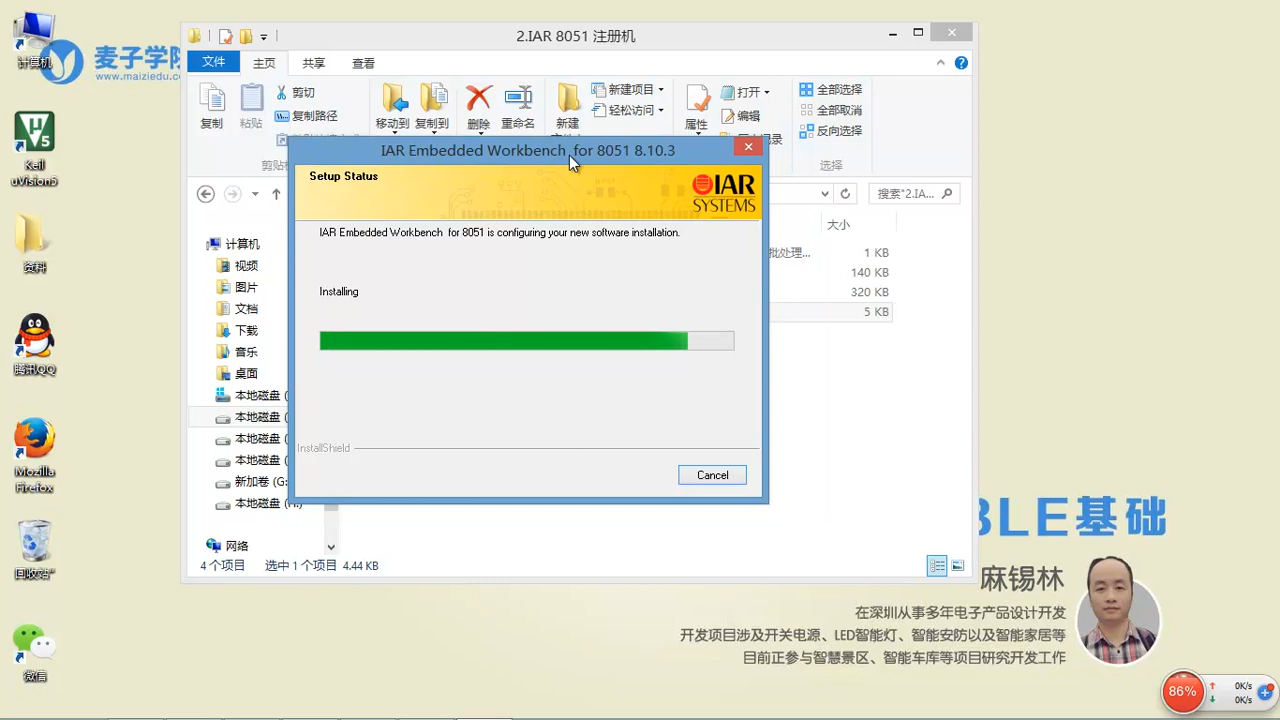 计算机
麦子学院
www.maiziedu.co
Keil
uVision5
资料
腾讯QQ
Mozilla
Firefox
回收站
微信
2.IAR 8051 注册机
文件
主页
共享
查看
复制
粘贴
剪切
复制路径
移动到
复制到
删除
重命名
新建
新建项目
轻松访问
属性
打开
编辑
全部选择
全部取消
反向选择
选择
搜索"2.IA...
大小
批处理...
1 KB
140 KB
320 KB
5 KB
计算机
视频
图片
文档
下载
音乐
桌面
本地磁盘 (
本地磁盘 (
本地磁盘 (
本地磁盘 (
新加卷 (G:
本地磁盘 (H:)
网络
4 个项目
选中 1 个项目 4.44 KB
IAR Embedded Workbench for 8051 8.10.3
Setup Status
IAR
SYSTEMS
IAR Embedded Workbench for 8051 is configuring your new software installation.
Installing
InstallShield
Cancel
BLE基础
麻锡林
在深圳从事多年电子产品设计开发
开发项目涉及开关电源、LED智能灯、智能安防以及智能家居等
目前正参与智慧景区、智能车库等项目研究开发工作
86%
0K/s
0K/s